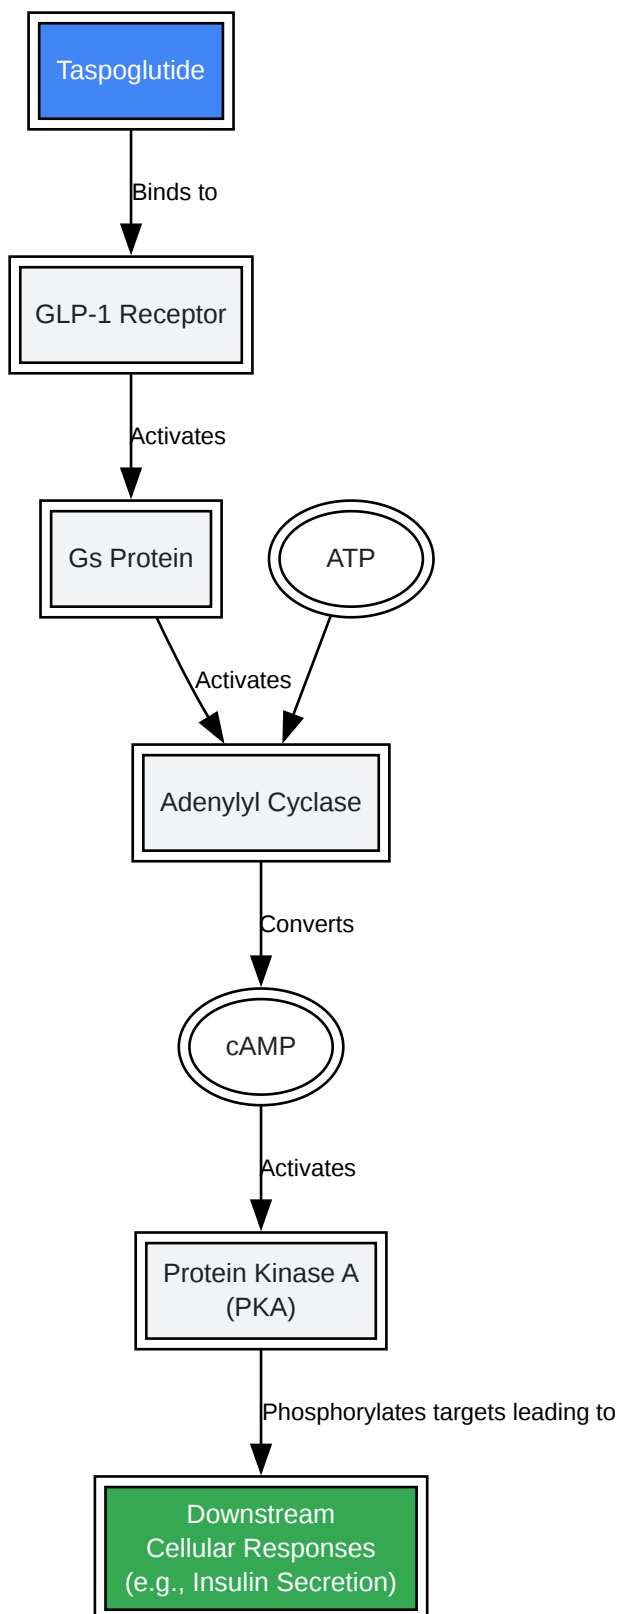 Taspoglutide
Binds to
GLP-1 Receptor
Activates
Gs Protein
ATP
Activates
Adenylyl Cyclase
Converts
cAMP
Activates
Protein Kinase A
(PKA)
Phosphorylates targets leading to
Downstream
Cellular Responses
(e.g., Insulin Secretion)